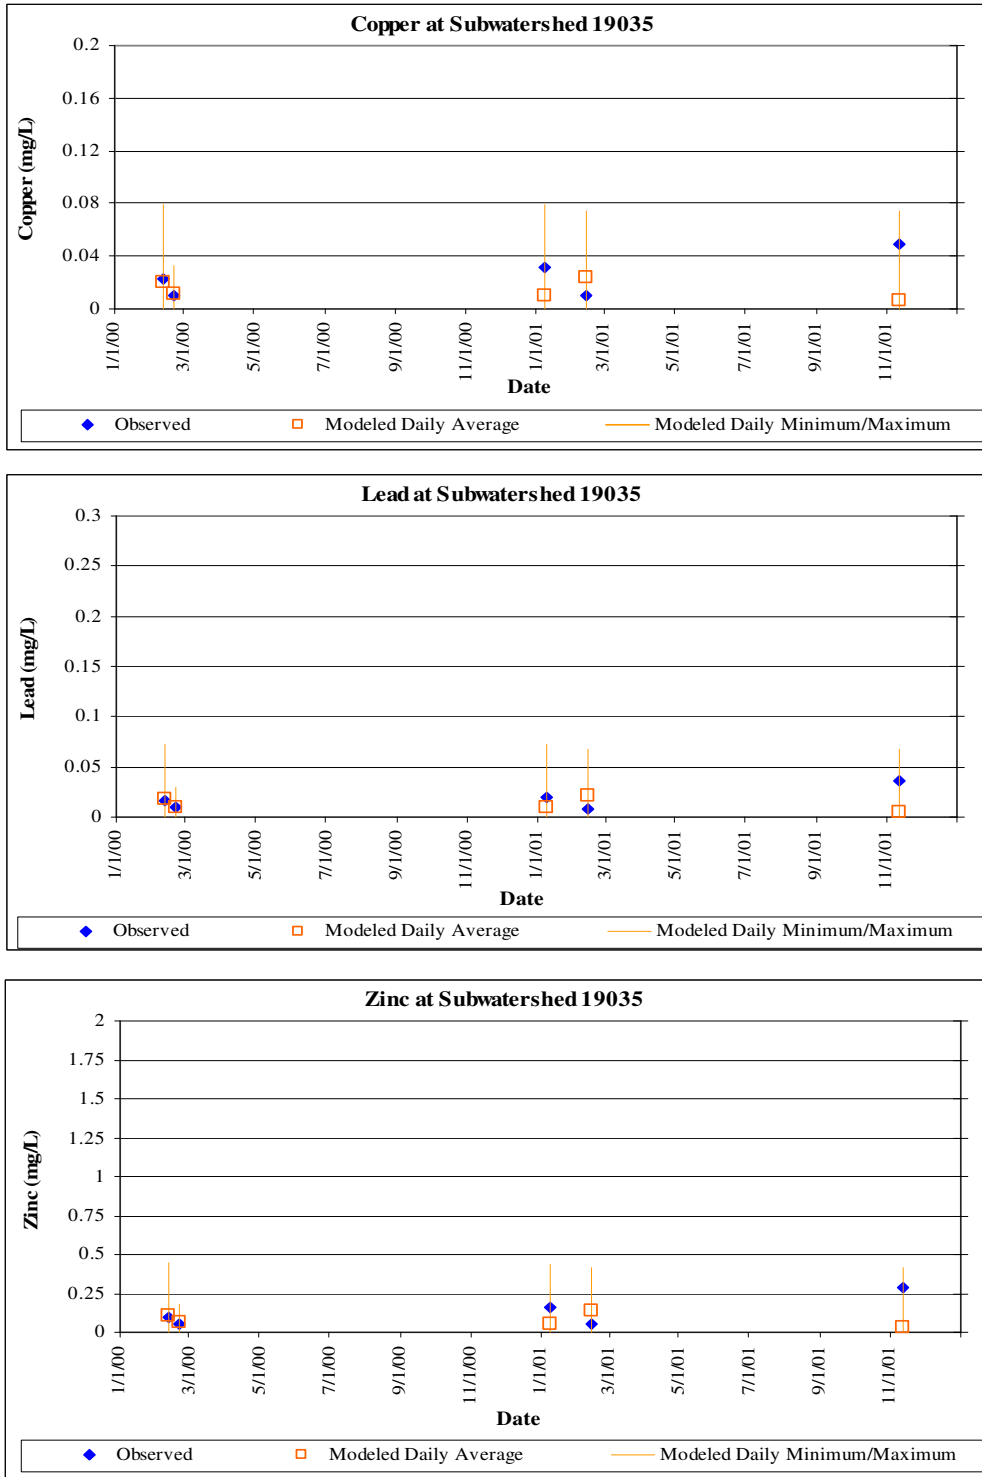 Copper at Subwatershed 19035
0.2
0.16
0.12
0.08
0.04
0
Copper (mg/L)
1/1/00 3/1/00 5/1/00 7/1/00 9/1/00 11/1/00 1/1/01 3/1/01 5/1/01 7/1/01 9/1/01 11/1/01
Date
Observed Modeled Daily Average Modeled Daily Minimum/Maximum
Lead at Subwatershed 19035
0.3
0.25
0.2
0.15
0.1
0.05
0
Lead (mg/L)
1/1/00 3/1/00 5/1/00 7/1/00 9/1/00 11/1/00 1/1/01 3/1/01 5/1/01 7/1/01 9/1/01 11/1/01
Date
Observed Modeled Daily Average Modeled Daily Minimum/Maximum
Zinc at Subwatershed 19035
2
1.75
1.5
1.25
1
0.75
0.5
0.25
0
Zinc (mg/L)
1/1/00 3/1/00 5/1/00 7/1/00 9/1/00 11/1/00 1/1/01 3/1/01 5/1/01 7/1/01 9/1/01 11/1/01
Date
Observed Modeled Daily Average Modeled Daily Minimum/Maximum